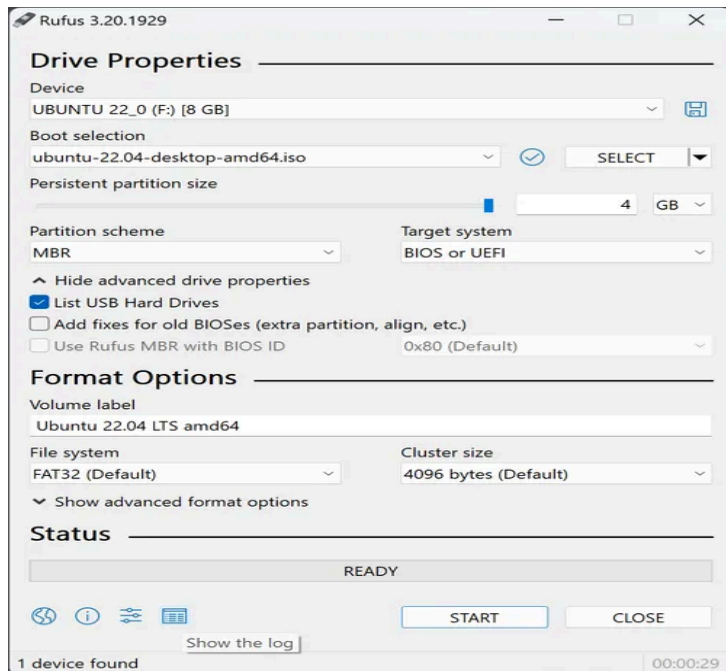 Rufus 3.20.1929
Drive Properties
Device
UBUNTU 22_0 (F:) [8 GB]
Boot selection
ubuntu-22.04-desktop-amd64.iso
SELECT
Persistent partition size
4 GB
Partition scheme Target system
MBR BIOS or UEFI
Hide advanced drive properties
List USB Hard Drives
Add fixes for old BIOSes (extra partition, align, etc.)
Use Rufus MBR with BIOS ID 0x80 (Default)
Format Options
Volume label
Ubuntu 22.04 LTS amd64
File system Cluster size
FAT32 (Default) 4096 bytes (Default)
Show advanced format options
Status
READY
START CLOSE
Show the log
1 device found 00:00:29